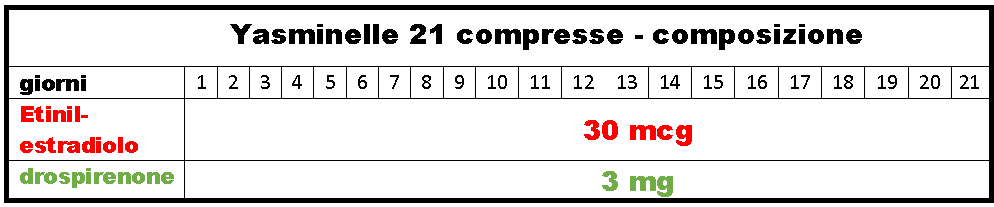 Yasminelle 21 compresse - composizione
giorni 1 2 3 4 5 6 7 8 9 10 11 12 13 14 15 16 17 18 19 20 21
Etinil-
estradiolo 30 mcg
drospirenone 3 mg